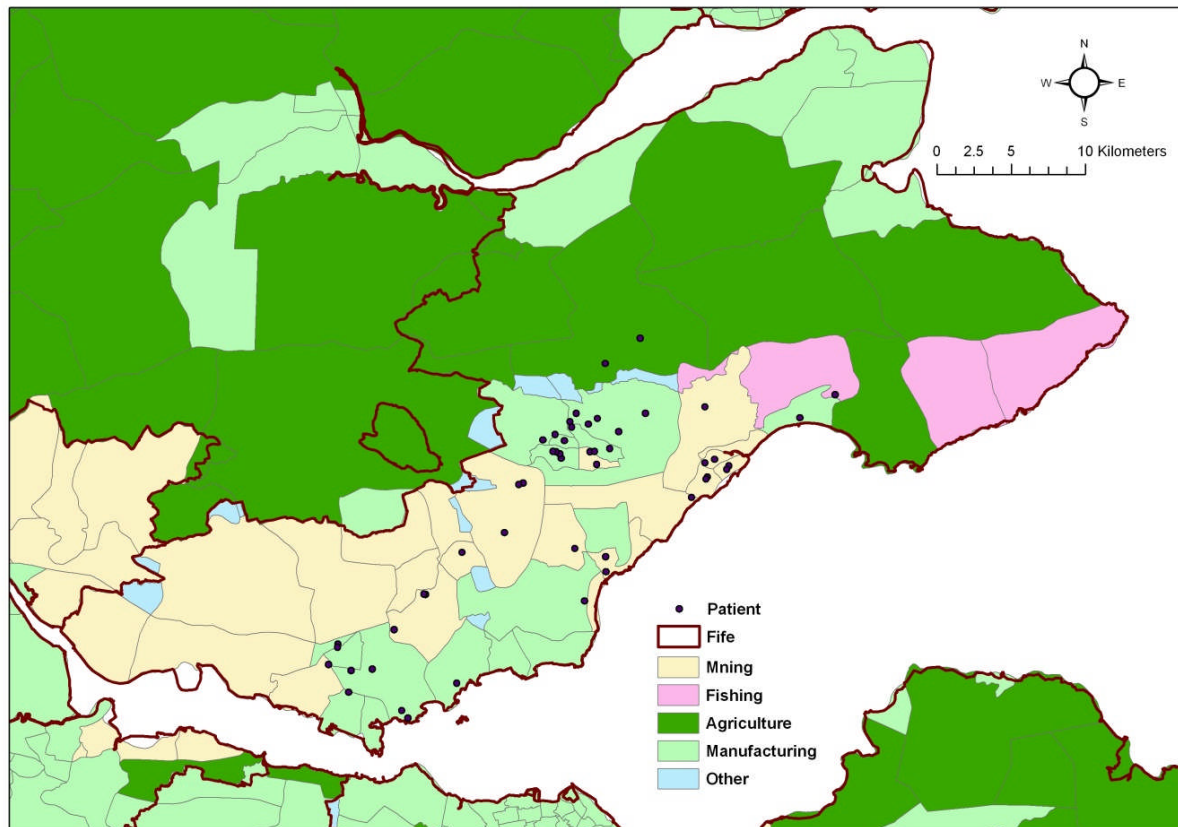 N
W E
S
0 2.5 5 10 Kilometers
Patient
Fife
Mning
Fishing
Agriculture
Manufacturing
Other